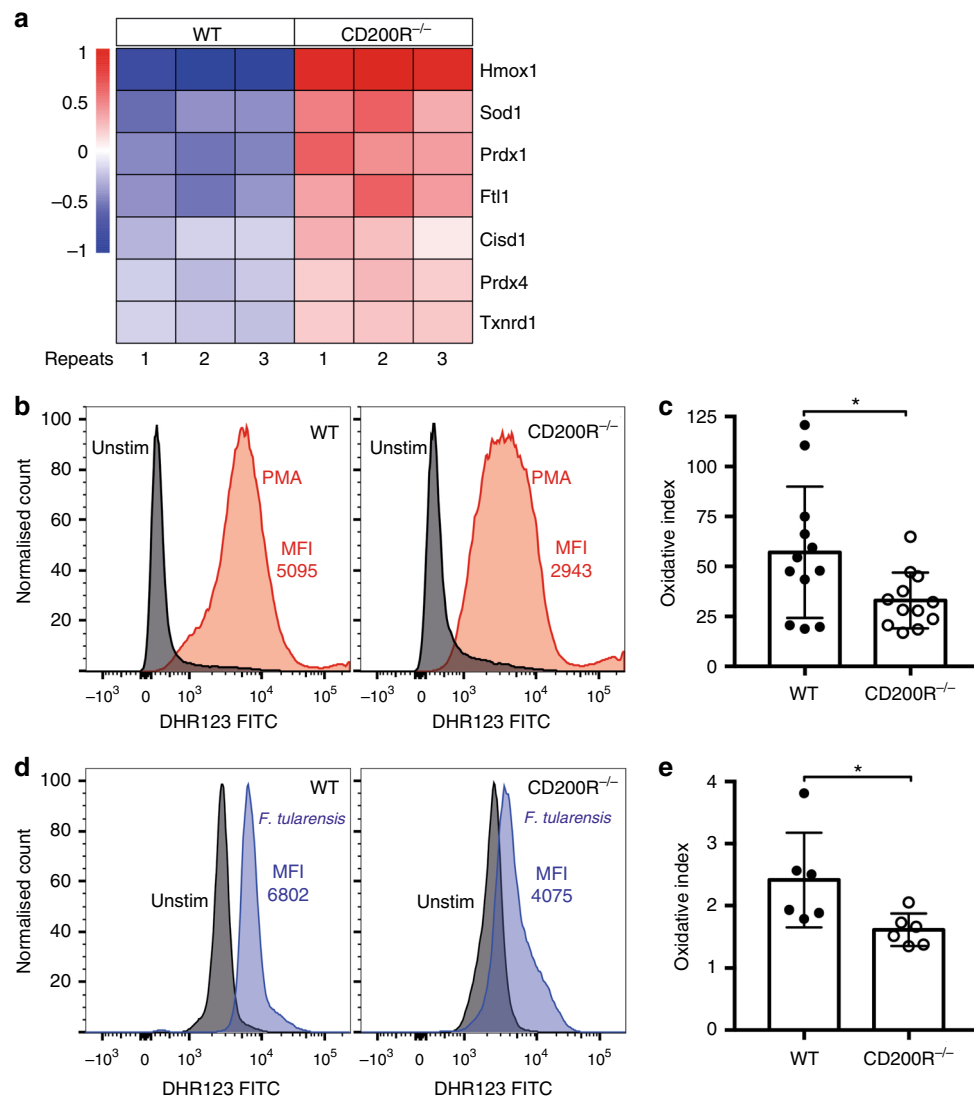 a
WT CD200R–/–
1
0.5
0
–0.5
–1
Hmox1
Sod1
Prdx1
Ftl1
Cisd1
Prdx4
Txnrd1
Repeats 1 2 3 1 2 3
b
Normalised count
100
80
60
40
20
Unstim
WT
PMA
MFI
5095
–10³ 0 10³ 10⁴ 10⁵
DHR123 FITC
Unstim
CD200R–/–
PMA
MFI
2943
–10³ 0 10³ 10⁴ 10⁵
DHR123 FITC
c
Oxidative index
125
100
75
50
25
0
*
WT CD200R–/–
d
Normalised count
100
80
60
40
20
WT
F. tularensis
MFI
6802
Unstim
–10³ 0 10³ 10⁴ 10⁵
DHR123 FITC
CD200R–/–
F. tularensis
MFI
4075
Unstim
–10³ 0 10³ 10⁴ 10⁵
DHR123 FITC
e
Oxidative index
4
3
2
1
0
*
WT CD200R–/–